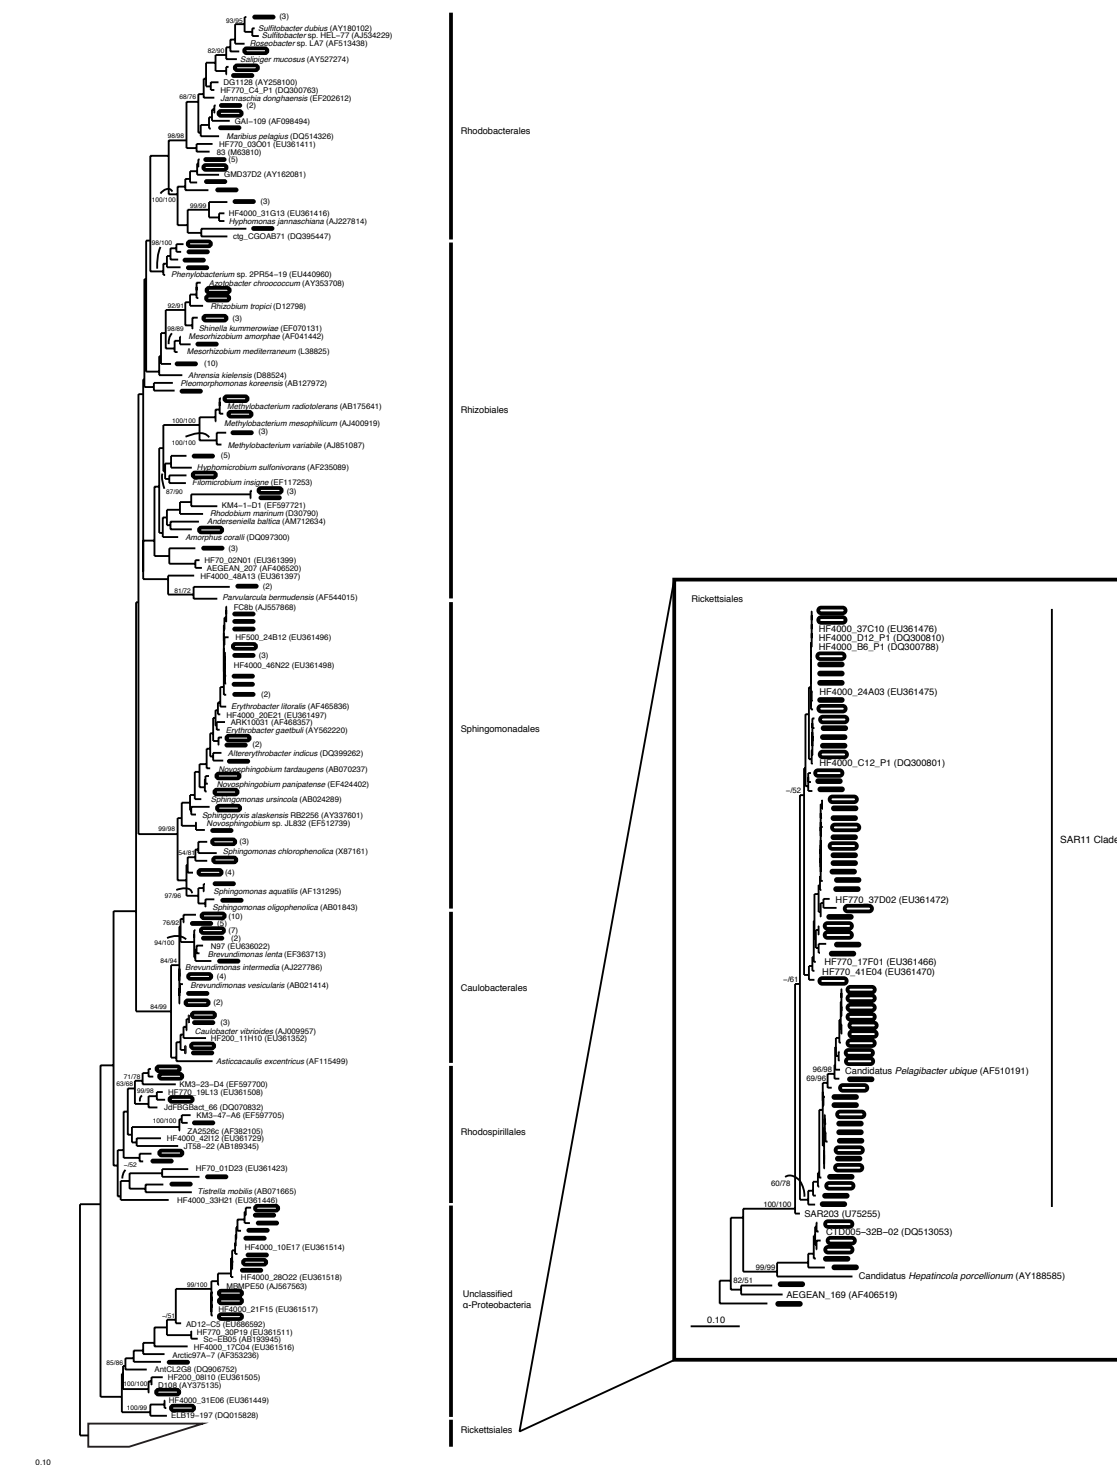 93/95
(3)
Sulfitobacter dubius (AY180102)
Sulfitobacter sp. HEL-77 (AJ534229)
Roseobacter sp. LA7 (AF513438)
82/90
Salipiger mucosus (AY527274)
DG1128 (AY258100)
HF770_C4_P1 (DQ300763)
68/76
Jannaschia donghaensis (EF202612)
(2)
GAI-109 (AF098494)
Rhodobacterales
98/98
Maribius pelagius (DQ514326)
HF770_03O01 (EU361411)
83 (M63810)
(5)
GMD37D2 (AY162081)
100/100
99/99
(3)
HF4000_31G13 (EU361416)
Hyphomonas jannaschiana (AJ227814)
ctg_CGOAB71 (DQ395447)
98/100
Phenylobacterium sp. 2PR54-19 (EU440960)
Azotobacter chroococcum (AY353708)
92/91
Rhizobium tropici (D12798)
(3)
98/89
Shinella kummerowiae (EF070131)
Mesorhizobium amorphae (AF041442)
Mesorhizobium mediterraneum (L38825)
(10)
Ahrensia kielensis (D88524)
Pleomorphomonas koreensis (AB127972)
Methylobacterium radiotolerans (AB175641)
Rhizobiales
100/100
Methylobacterium mesophilicum (AJ400919)
(3)
100/100
Methylobacterium variabile (AJ851087)
(5)
Hyphomicrobium sulfonivorans (AF235089)
Filomicrobium insigne (EF117253)
87/90
(3)
KM4-1-D1 (EF597721)
Rhodobium marinum (D30790)
Anderseniella baltica (AM712634)
Amorphus coralli (DQ097300)
(3)
HF70_02N01 (EU361399)
AEGEAN_207 (AF406520)
HF4000_48A13 (EU361397)
81/72
(2)
Parvularcula bermudensis (AF544015)
FC8b (AJ557868)
HF500_24B12 (EU361496)
(3)
HF4000_46N22 (EU361498)
(2)
Erythrobacter litoralis (AF465836)
HF4000_20E21 (EU361497)
ARK10031 (AF468357)
Erythrobacter gaetbuli (AY562220)
Sphingomonadales
(2)
Altererythrobacter indicus (DQ399262)
Novosphingobium tardaugens (AB070237)
Novosphingobium panipatense (EF424402)
Sphingomonas ursincola (AB024289)
Sphingopyxis alaskensis RB2256 (AY337601)
Novosphingobium sp. JL832 (EF512739)
99/98
(3)
54/81
Sphingomonas chlorophenolica (X87161)
(4)
97/96
Sphingomonas aquatilis (AF131295)
Sphingomonas oligophenolica (AB01843)
(10)
76/92
(5)
(7)
94/100
(2)
N97 (EU636022)
Brevundimonas lenta (EF363713)
84/94
Brevundimonas intermedia (AJ227786)
(4)
Brevundimonas vesicularis (AB021414)
Caulobacterales
(2)
84/99
(3)
Caulobacter vibrioides (AJ009957)
HF200_11H10 (EU361352)
Asticcacaulis excentricus (AF115499)
71/78
63/68
KM3-23-D4 (EF597700)
99/98
HF770_19L13 (EU361508)
JdFBGBact_66 (DQ070832)
KM3-47-A6 (EF597705)
100/100
ZA2526c (AF382105)
Rhodospirillales
HF4000_42I12 (EU361729)
JT58-22 (AB189345)
-/52
HF70_01D23 (EU361423)
Tistrella mobilis (AB071665)
HF4000_33H21 (EU361446)
HF4000_10E17 (EU361514)
HF4000_28O22 (EU361518)
99/100
MBMPE50 (AJ567563)
Unclassified
α-Proteobacteria
HF4000_21F15 (EU361517)
-/51
AD12-C5 (EU686592)
HF770_30P19 (EU361511)
Sc-EB05 (AB193945)
HF4000_17C04 (EU361516)
Arctic97A-7 (AF353236)
85/86
AntCL2G8 (DQ906752)
HF200_08I10 (EU361505)
100/100
D108 (AY375135)
HF4000_31E06 (EU361449)
100/99
ELB19-197 (DQ015828)
Rickettsiales
0.10
Rickettsiales
HF4000_37C10 (EU361476)
HF4000_D12_P1 (DQ300810)
HF4000_B6_P1 (DQ300788)
HF4000_24A03 (EU361475)
HF4000_C12_P1 (DQ300801)
-/52
SAR11 Clade
HF770_37D02 (EU361472)
HF770_17F01 (EU361466)
HF770_41E04 (EU361470)
-/61
96/98
Candidatus Pelagibacter ubique (AF510191)
69/96
60/78
100/100
SAR203 (U75255)
CTD005-32B-02 (DQ513053)
99/99
Candidatus Hepatincola porcellionum (AY188585)
82/51
AEGEAN_169 (AF406519)
0.10